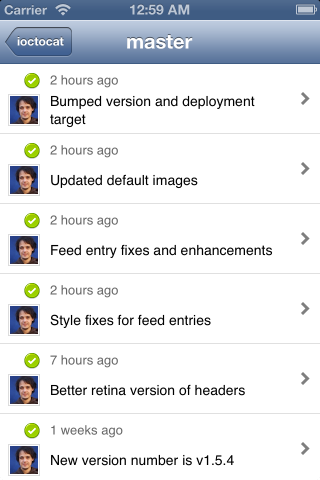 Carrier 12:59 AM
ioctocat master
2 hours ago
Bumped version and deployment
target
2 hours ago
Updated default images
2 hours ago
Feed entry fixes and enhancements
2 hours ago
Style fixes for feed entries
7 hours ago
Better retina version of headers
1 weeks ago
New version number is v1.5.4